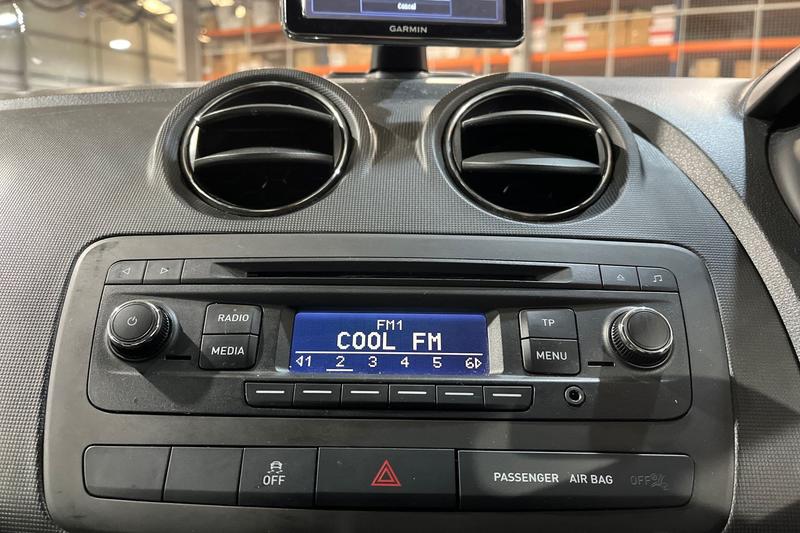 Cancel
GARMIN
RADIO
MEDIA
FM1
COOL FM
1 2 3 4 5 6
TP
MENU
OFF
PASSENGER AIR BAG OFF